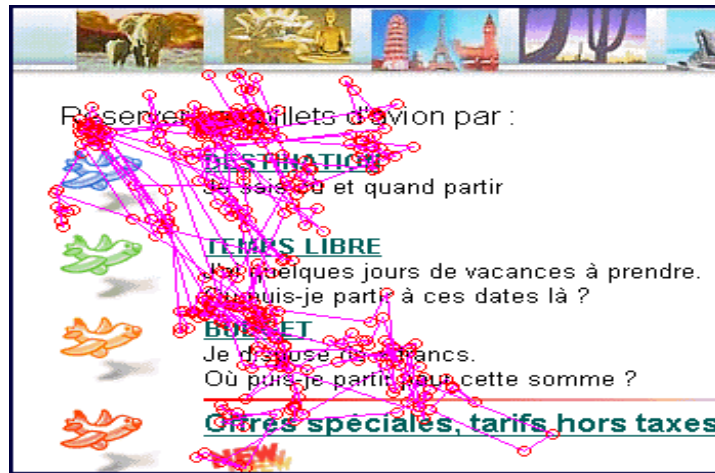 Réserver vos billets d'avion par :
DESTINATION
Je sais où et quand partir
TEMPS LIBRE
J'ai quelques jours de vacances à prendre.
Où puis-je partir à ces dates là ?
BUDGET
Je dispose de x francs.
Où puis-je partir pour cette somme ?
Offres spéciales, tarifs hors taxes
NEW